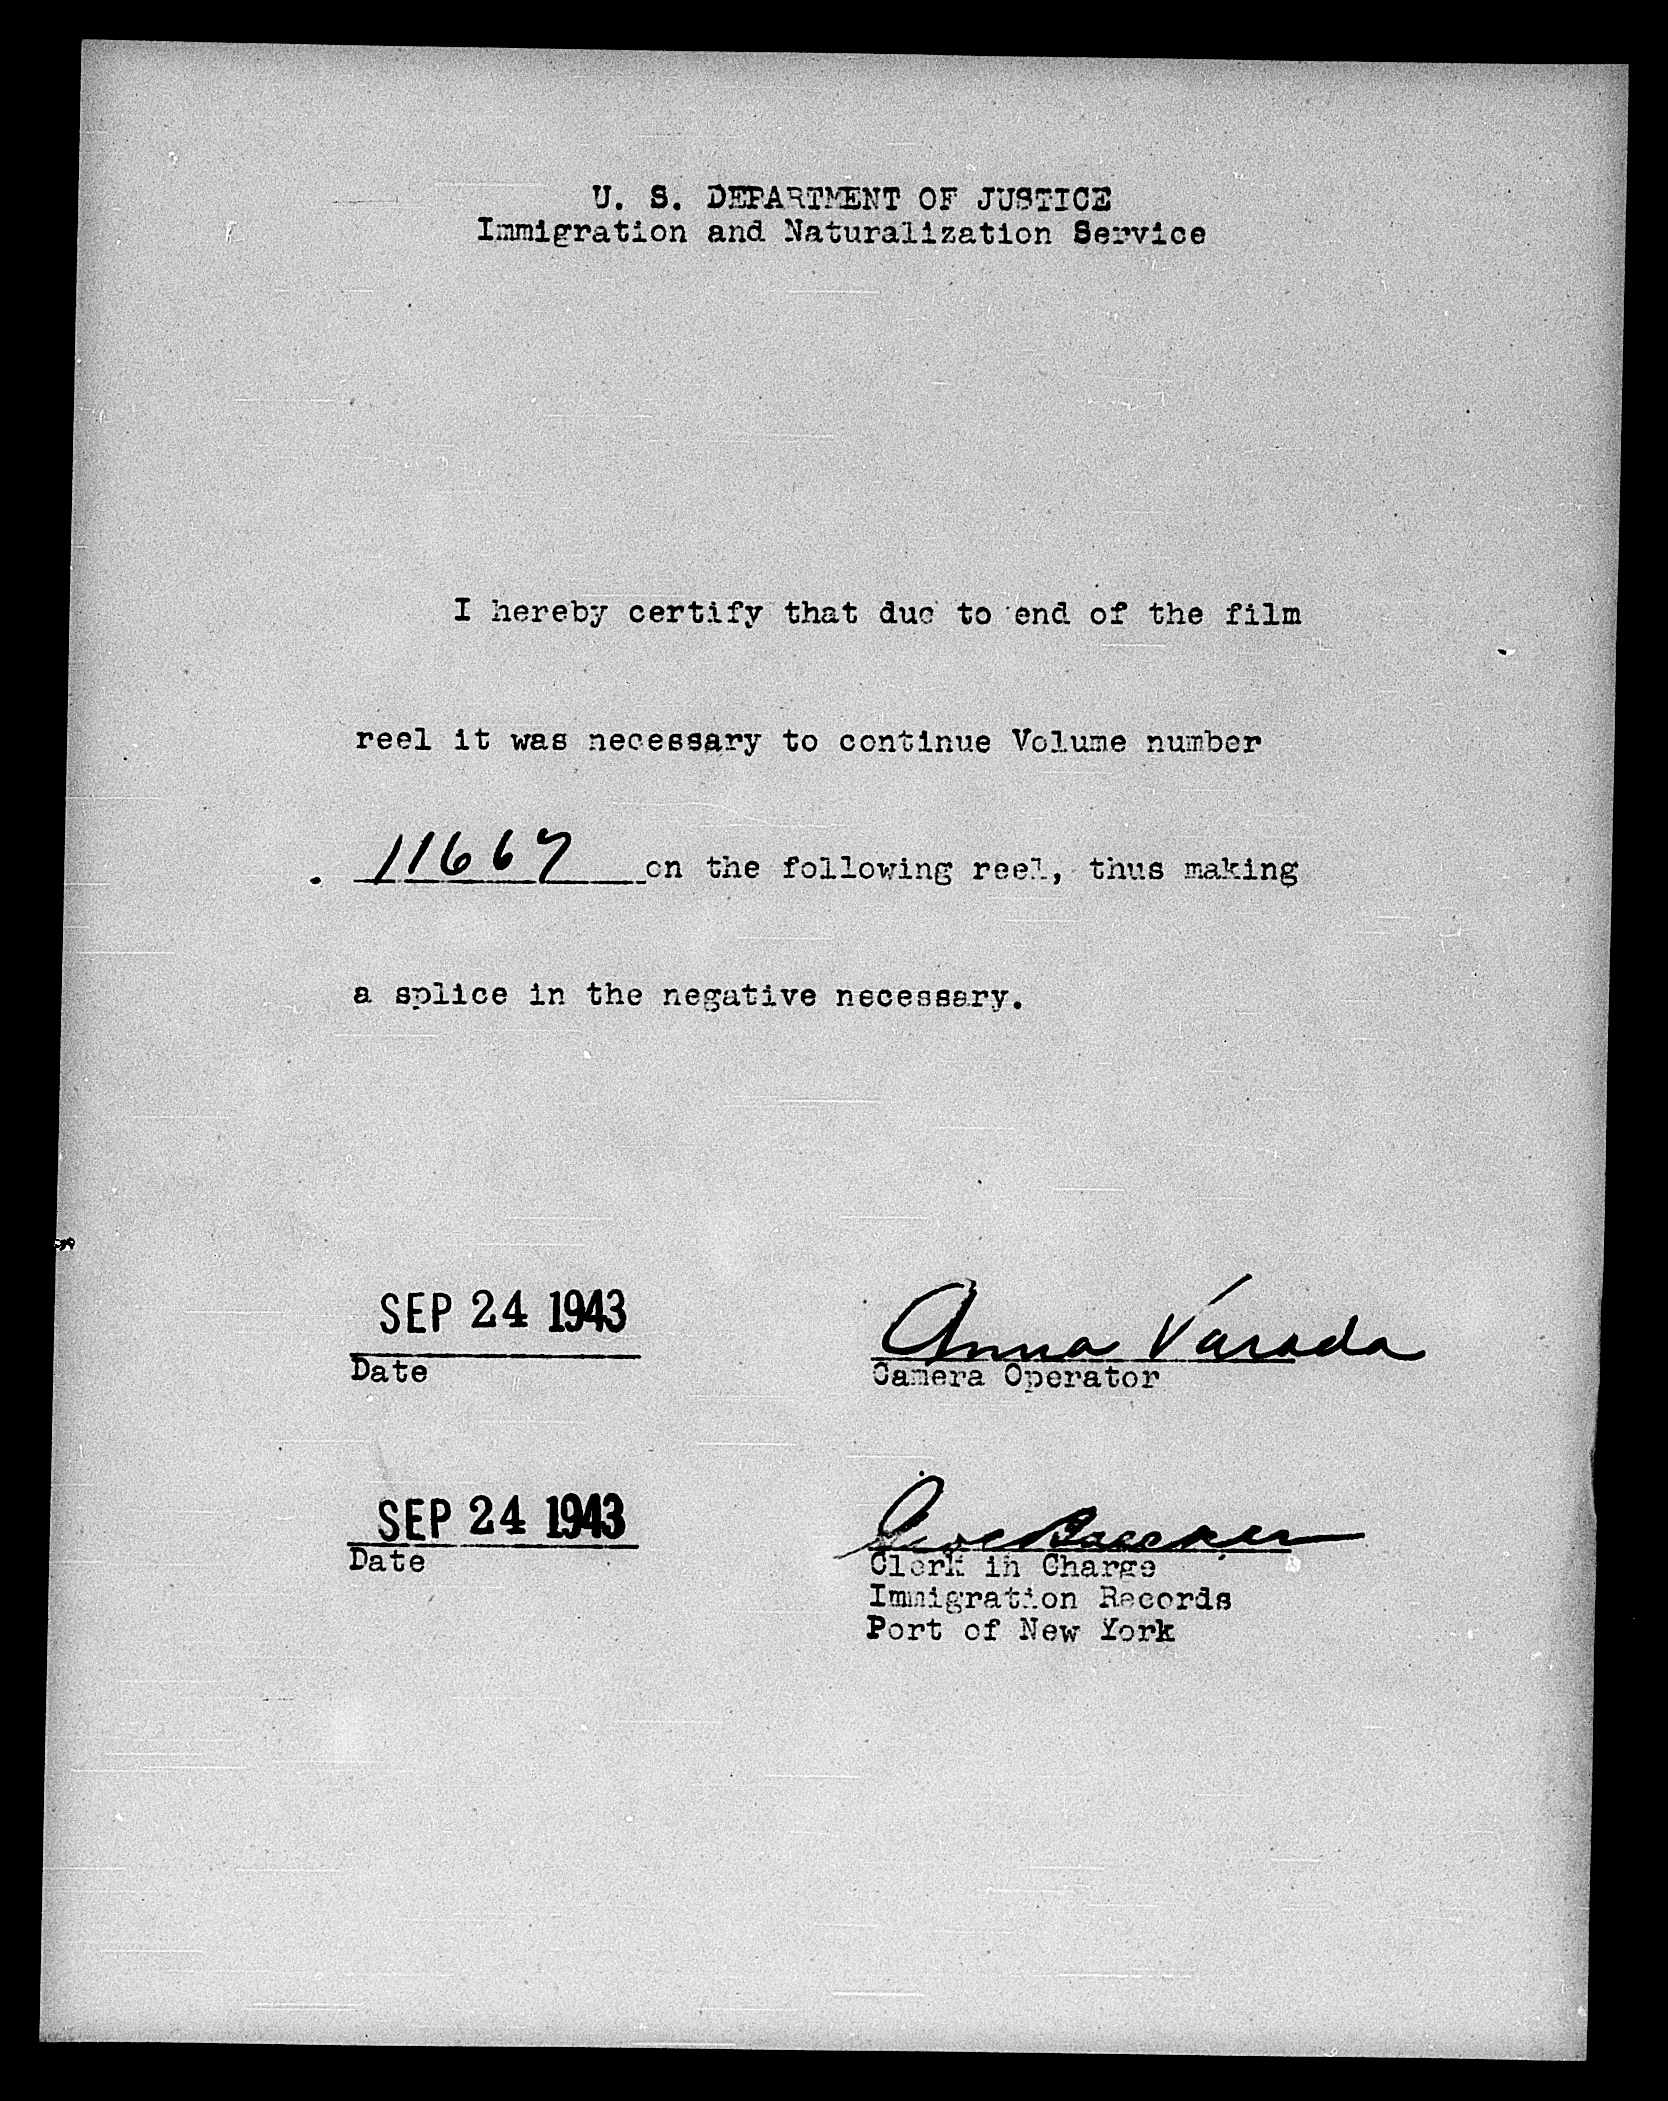 U. S. DEPARTMENT OF JUSTICE
Immigration and Naturalization Service
I hereby certify that due to end of the film
reel it was necessary to continue Volume number
11667 on the following reel, thus making
a splice in the negative necessary.
SEP 24 1943
Date
Anna Varada
Camera Operator
SEP 24 1943
Date
Clerk in Charge
Immigration Records
Port of New York